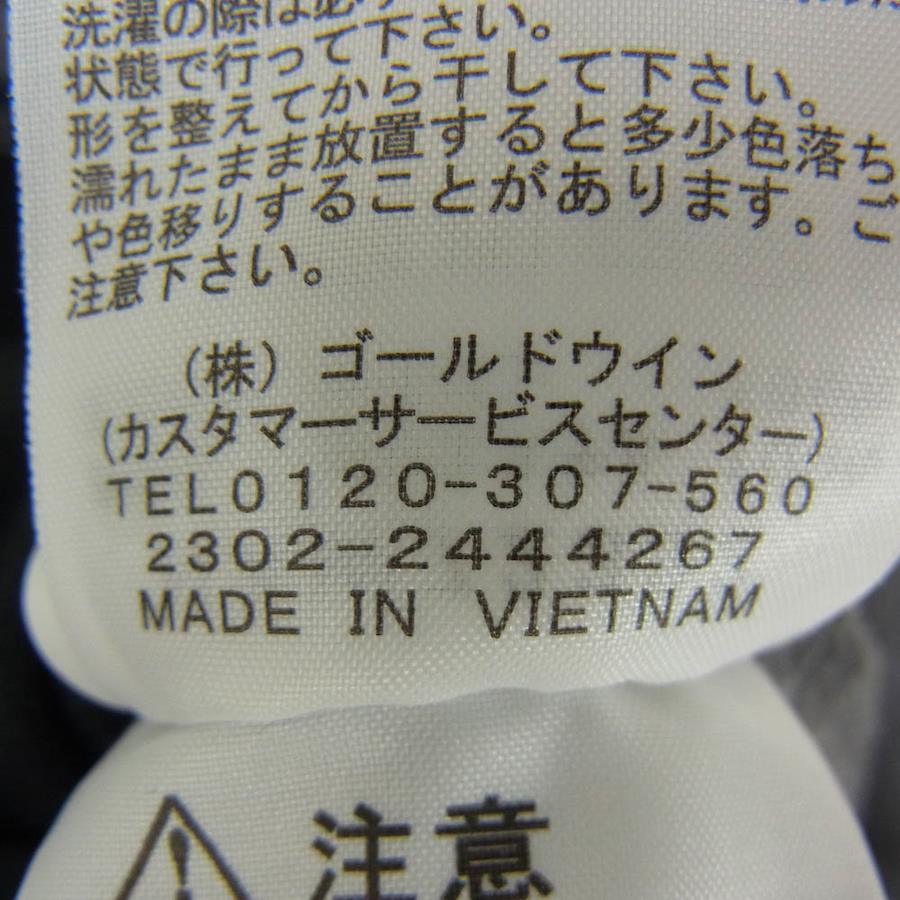 洗濯の際は必ず
状態で行って下さい。
形を整えてから干して下さい。
濡れたまま放置すると多少色落ち
や色移りすることがあります。ご
注意下さい。
(株) ゴールドウイン
(カスタマーサービスセンター)
TEL0120-307-560
2302-2444267
MADE IN VIETNAM
注意